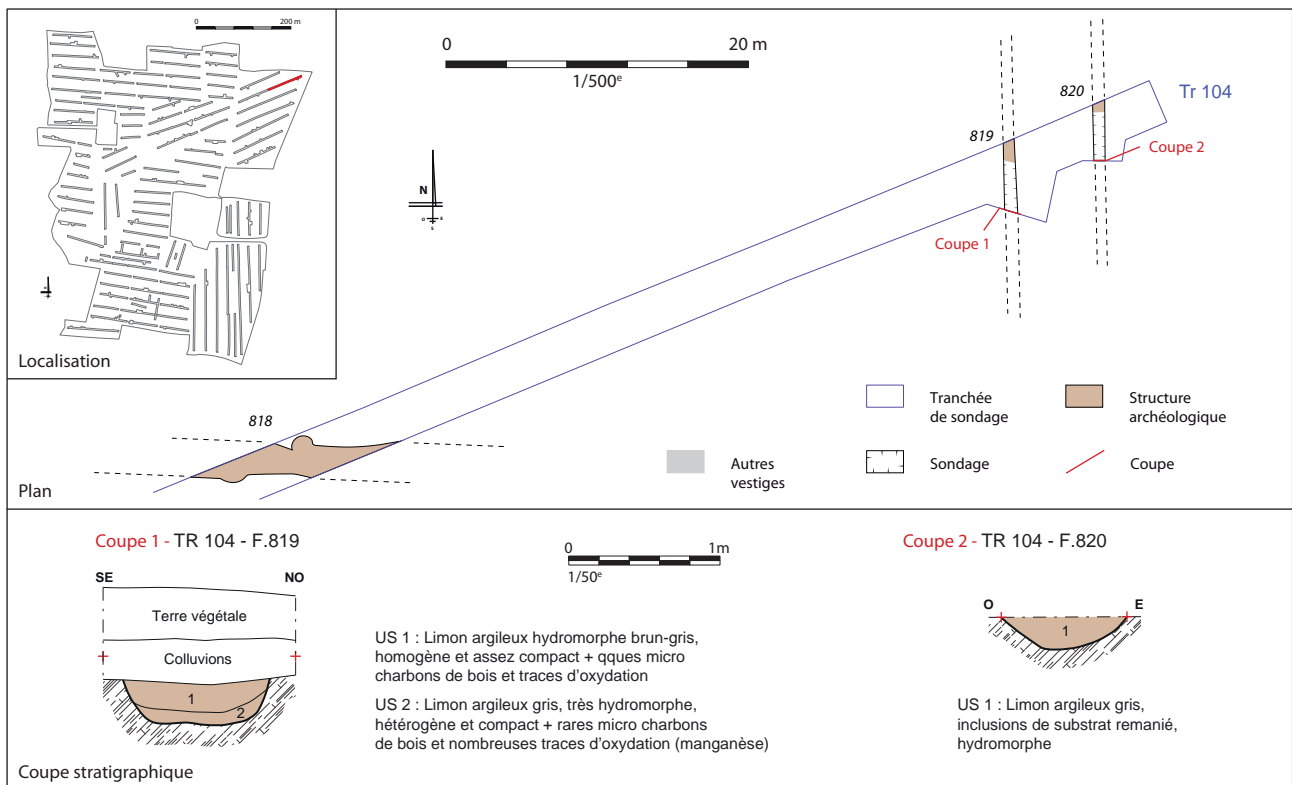 0 200 m
Localisation
0 20 m
1/500e
N
820
Tr 104
819
Coupe 2
Coupe 1
818
Tranchée
de sondage
Structure
archéologique
Autres
vestiges
Sondage
Coupe
Plan
Coupe 1 - TR 104 - F.819
SE NO
Terre végétale
Colluvions
1
2
0 1m
1/50e
US 1 : Limon argileux hydromorphe brun-gris,
homogène et assez compact + qques micro
charbons de bois et traces d'oxydation
US 2 : Limon argileux gris, très hydromorphe,
hétérogène et compact + rares micro charbons
de bois et nombreuses traces d'oxydation (manganèse)
Coupe 2 - TR 104 - F.820
O E
1
US 1 : Limon argileux gris,
inclusions de substrat remanié,
hydromorphe
Coupe stratigraphique